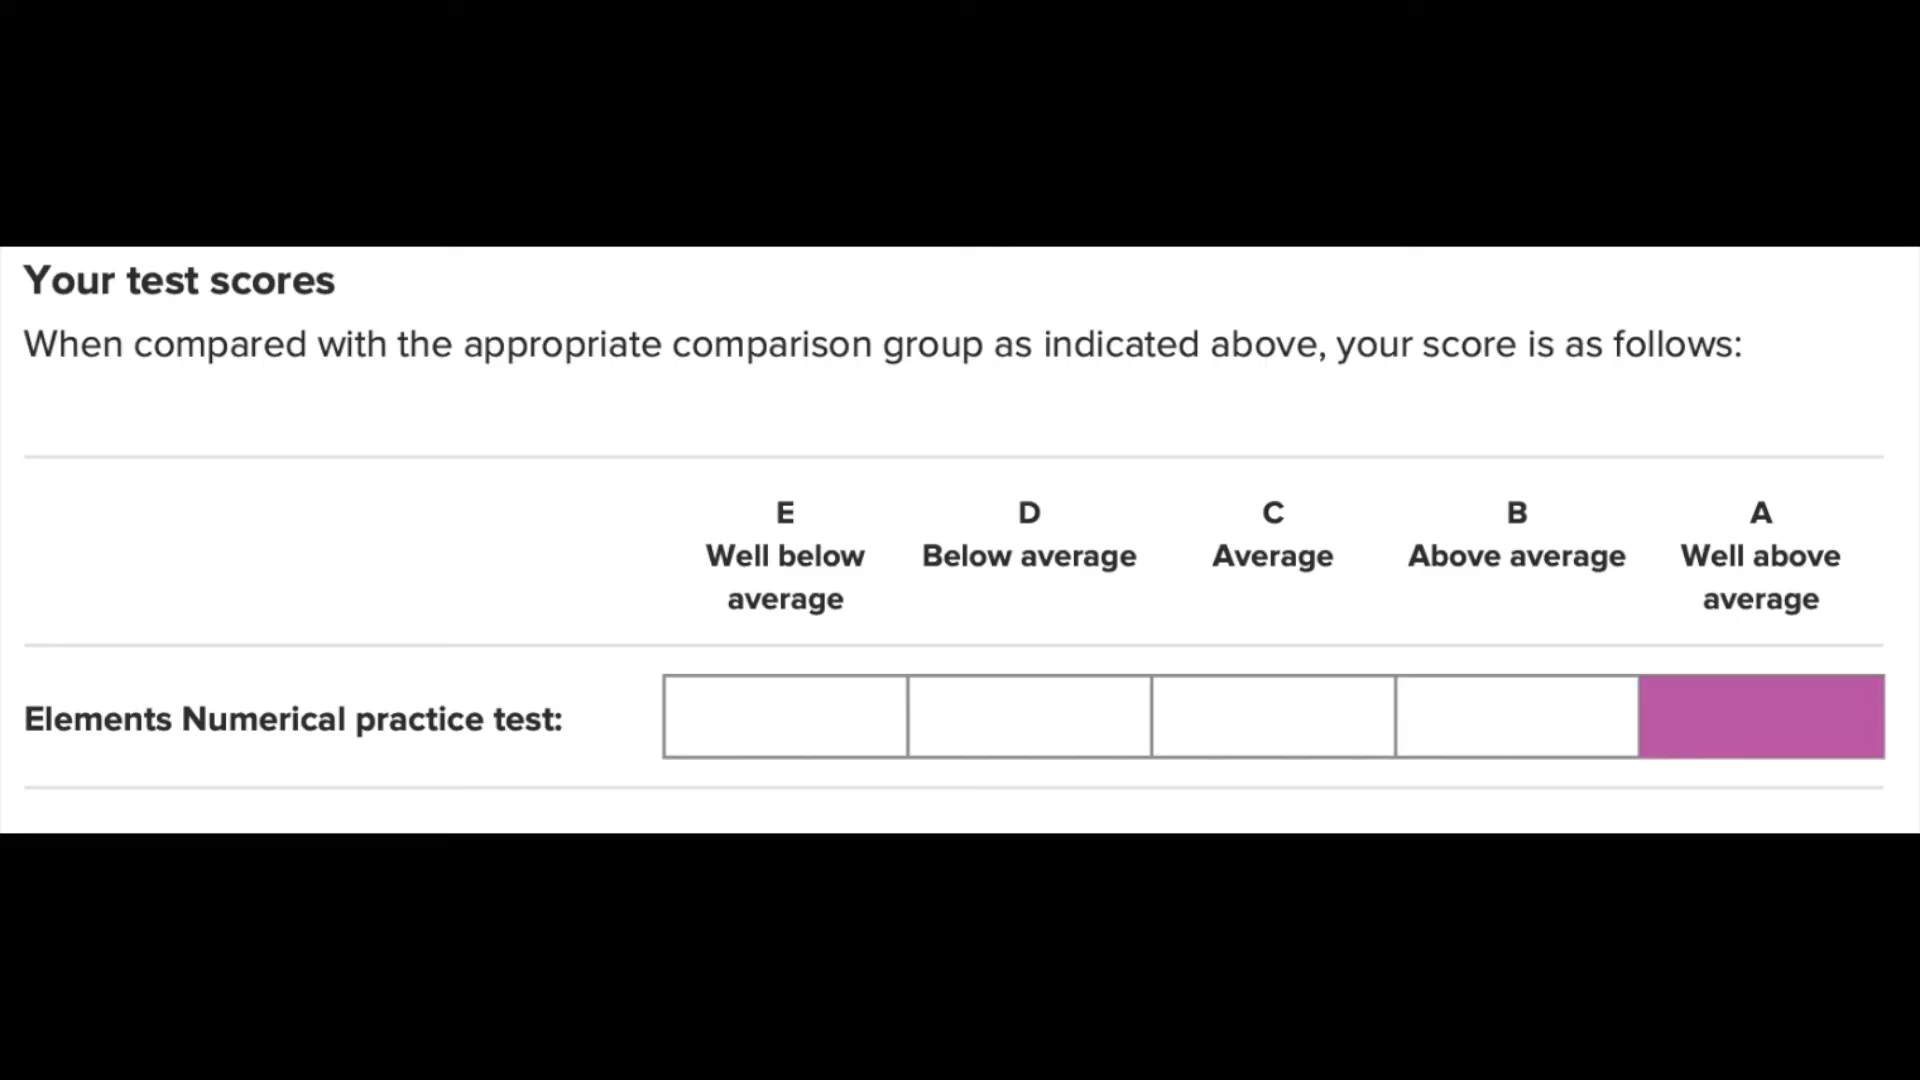 Your test scores
When compared with the appropriate comparison group as indicated above, your score is as follows:
E D C B A
Well below Below average Average Above average Well above
average average
Elements Numerical practice test: